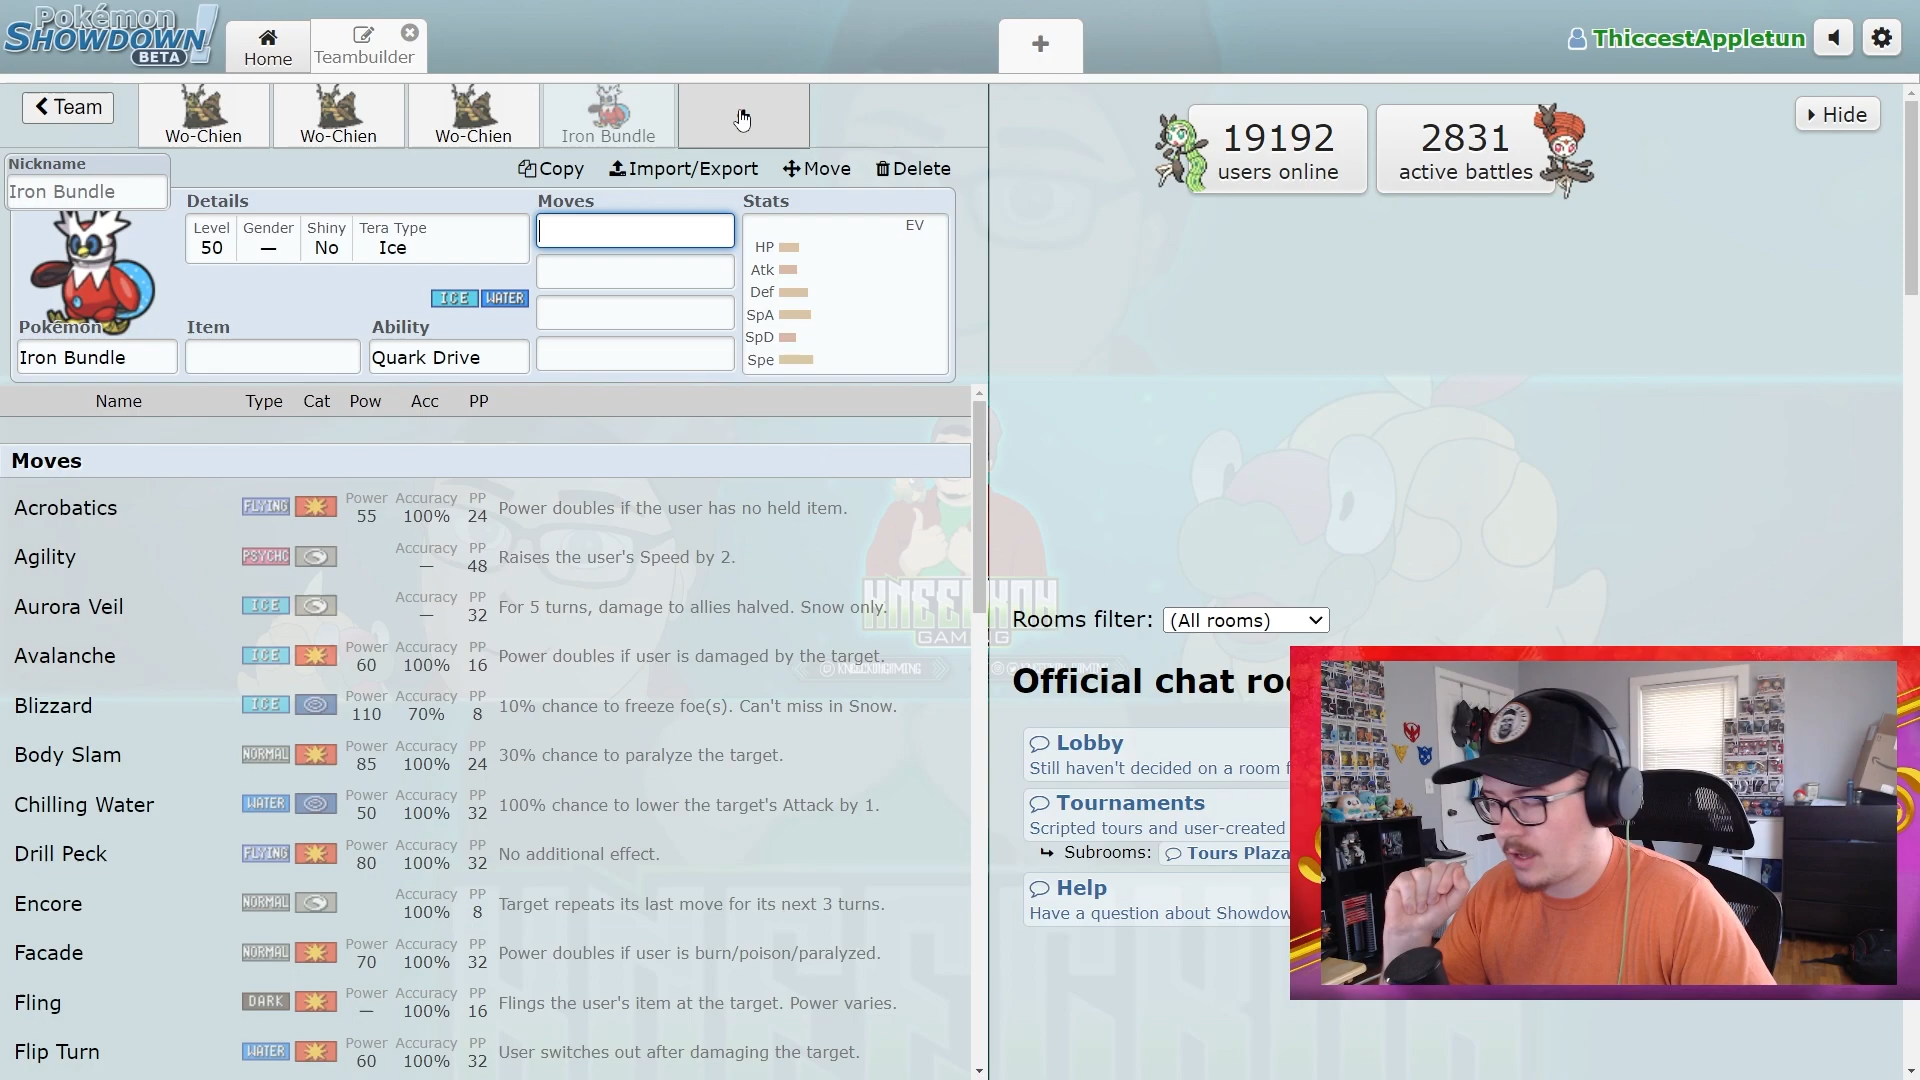 Pokémon
SHOWDOWN!
BETA
Home
Teambuilder
+
ThiccestAppletun
Team
Wo-Chien
Wo-Chien
Wo-Chien
Iron Bundle
19192
users online
2831
active battles
Hide
Nickname
Iron Bundle
Copy
Import/Export
Move
Delete
Details
Moves
Stats
Level
50
Gender
—
Shiny
No
Tera Type
Ice
EV
HP
Atk
Def
SpA
SpD
Spe
ICE WATER
Pokémon
Item
Ability
Iron Bundle
Quark Drive
Name Type Cat Pow Acc PP
Moves
Acrobatics FLYING Power 55 Accuracy 100% PP 24 Power doubles if the user has no held item.
Agility PSYCHC Accuracy — PP 48 Raises the user's Speed by 2.
Aurora Veil ICE Accuracy — PP 32 For 5 turns, damage to allies halved. Snow only.
Avalanche ICE Power 60 Accuracy 100% PP 16 Power doubles if user is damaged by the target.
Blizzard ICE Power 110 Accuracy 70% PP 8 10% chance to freeze foe(s). Can't miss in Snow.
Body Slam NORMAL Power 85 Accuracy 100% PP 24 30% chance to paralyze the target.
Chilling Water WATER Power 50 Accuracy 100% PP 32 100% chance to lower the target's Attack by 1.
Drill Peck FLYING Power 80 Accuracy 100% PP 32 No additional effect.
Encore NORMAL Accuracy 100% PP 8 Target repeats its last move for its next 3 turns.
Facade NORMAL Power 70 Accuracy 100% PP 32 Power doubles if user is burn/poison/paralyzed.
Fling DARK Power — Accuracy 100% PP 16 Flings the user's item at the target. Power varies.
Flip Turn WATER Power 60 Accuracy 100% PP 32 User switches out after damaging the target.
GAMING
Rooms filter: (All rooms)
Official chat roo
Lobby
Still haven't decided on a room f
Tournaments
Scripted tours and user-created
Subrooms: Tours Plaza
Help
Have a question about Showdow